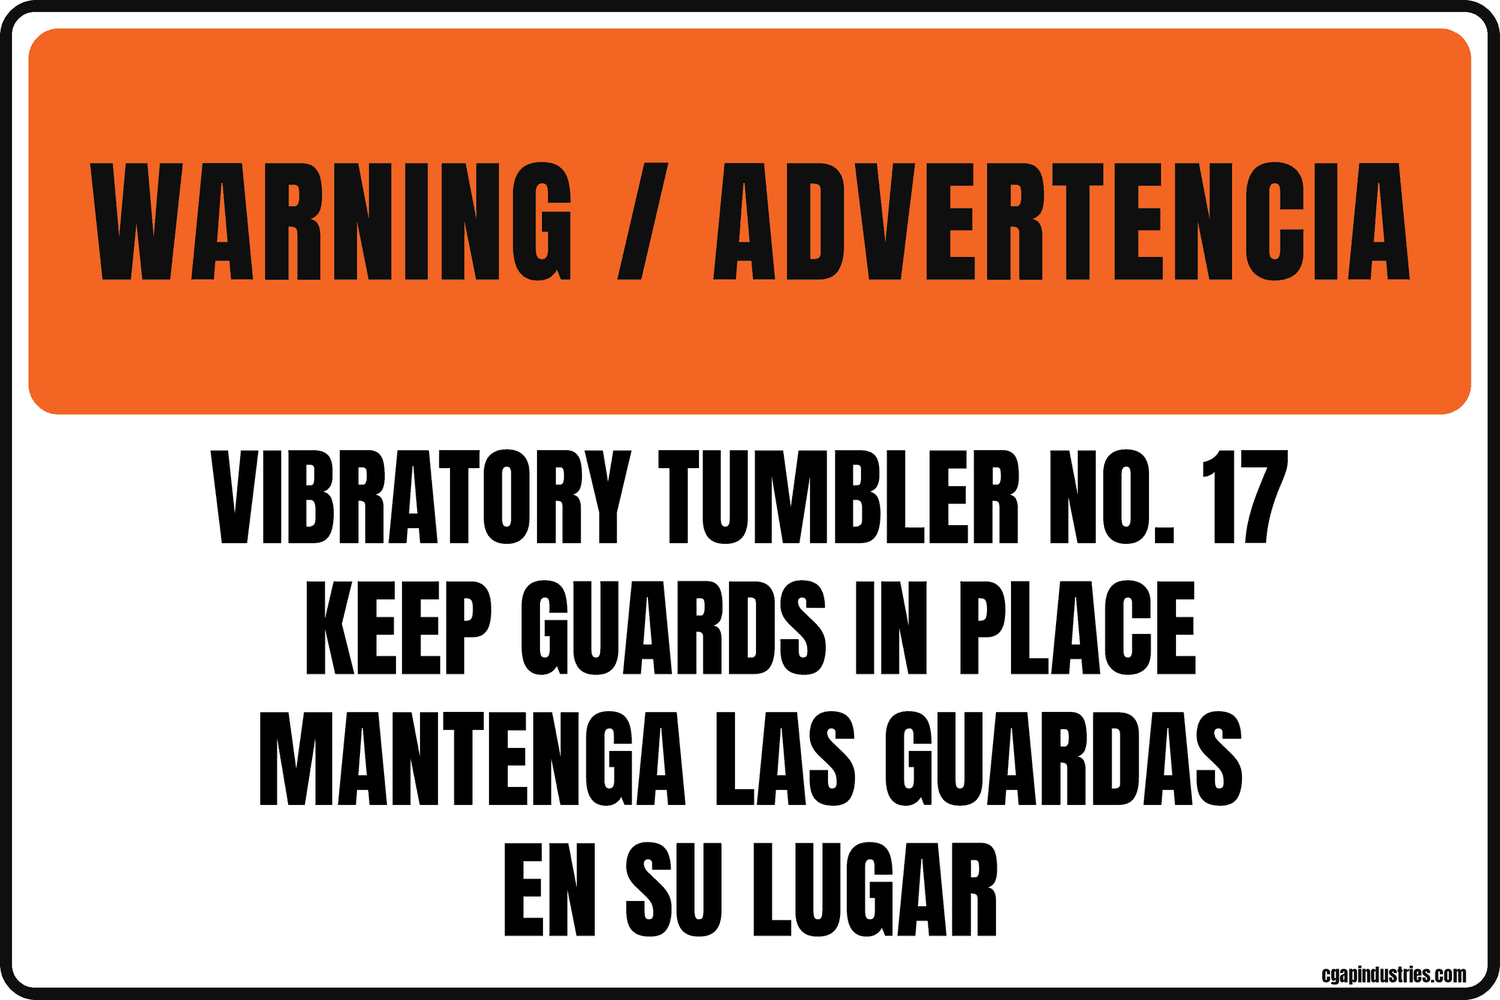 WARNING / ADVERTENCIA
VIBRATORY TUMBLER NO. 17
KEEP GUARDS IN PLACE
MANTENGA LAS GUARDAS
EN SU LUGAR
cgapindustries.com